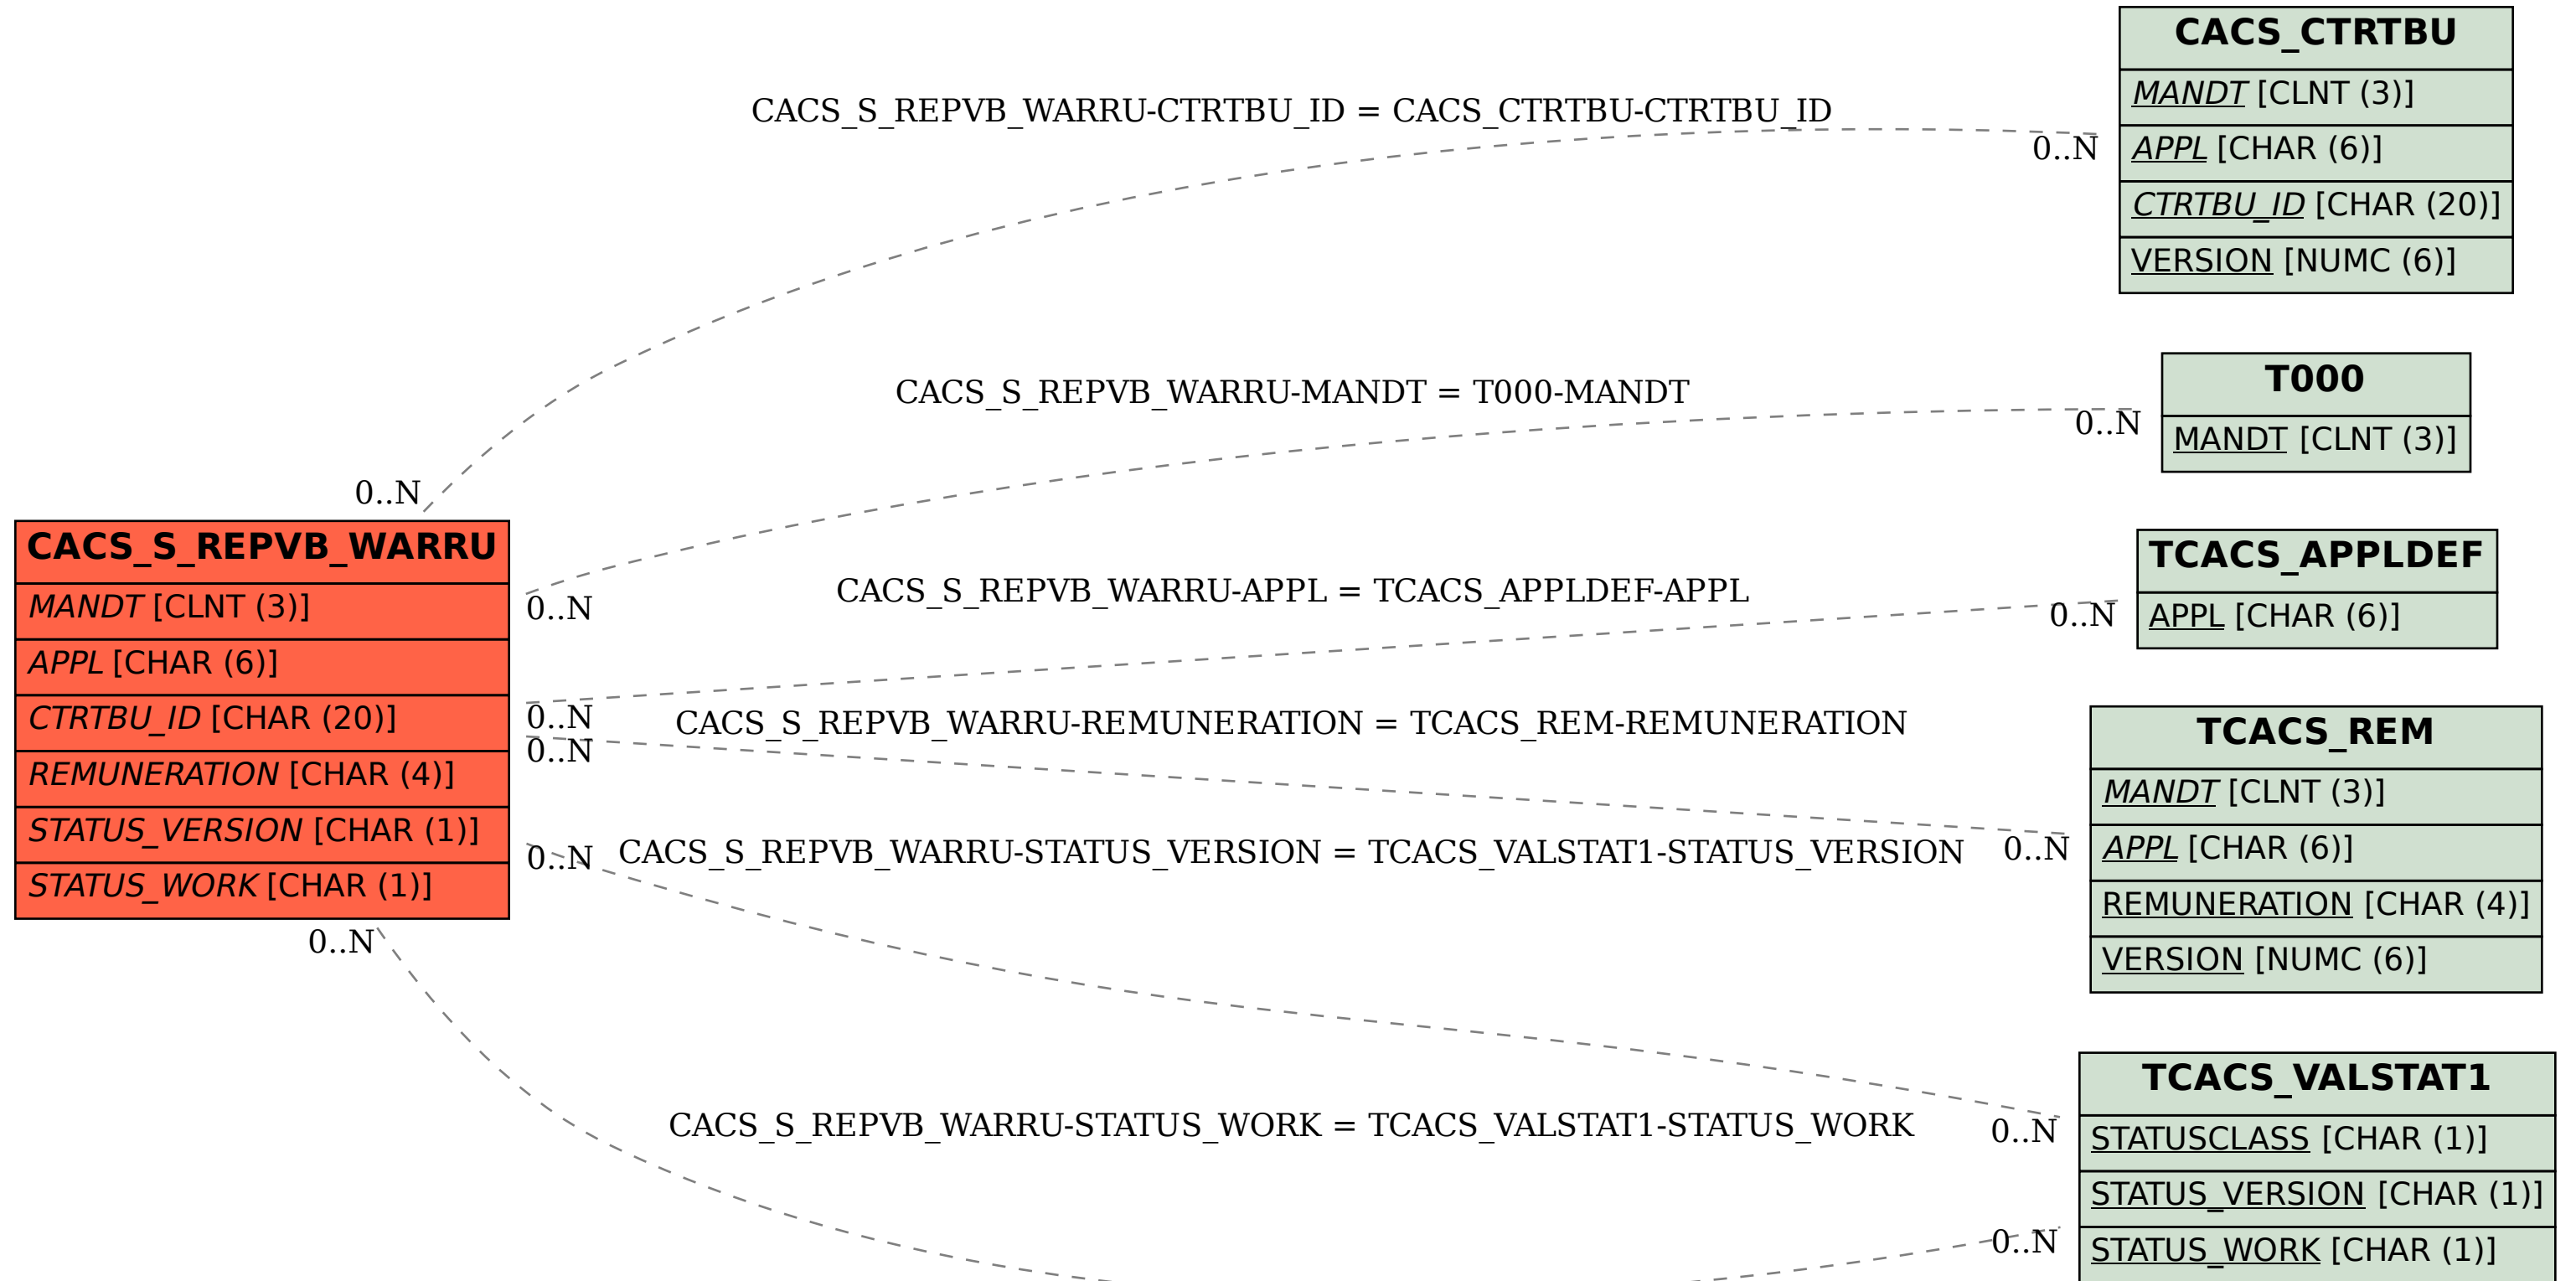 CACS_CTRTBU
MANDT [CLNT (3)]
APPL [CHAR (6)]
CTRTBU_ID [CHAR (20)]
VERSION [NUMC (6)]
CACS_S_REPVB_WARRU-CTRTBU_ID = CACS_CTRTBU-CTRTBU_ID
0..N
0..N
T000
MANDT [CLNT (3)]
CACS_S_REPVB_WARRU-MANDT = T000-MANDT
0..N
0..N
CACS_S_REPVB_WARRU
MANDT [CLNT (3)]
APPL [CHAR (6)]
CTRTBU_ID [CHAR (20)]
REMUNERATION [CHAR (4)]
STATUS_VERSION [CHAR (1)]
STATUS_WORK [CHAR (1)]
TCACS_APPLDEF
APPL [CHAR (6)]
CACS_S_REPVB_WARRU-APPL = TCACS_APPLDEF-APPL
0..N
0..N
CACS_S_REPVB_WARRU-REMUNERATION = TCACS_REM-REMUNERATION
0..N
0..N
TCACS_REM
MANDT [CLNT (3)]
APPL [CHAR (6)]
REMUNERATION [CHAR (4)]
VERSION [NUMC (6)]
CACS_S_REPVB_WARRU-STATUS_VERSION = TCACS_VALSTAT1-STATUS_VERSION
0..N
0..N
CACS_S_REPVB_WARRU-STATUS_WORK = TCACS_VALSTAT1-STATUS_WORK
0..N
0..N
TCACS_VALSTAT1
STATUSCLASS [CHAR (1)]
STATUS_VERSION [CHAR (1)]
STATUS_WORK [CHAR (1)]